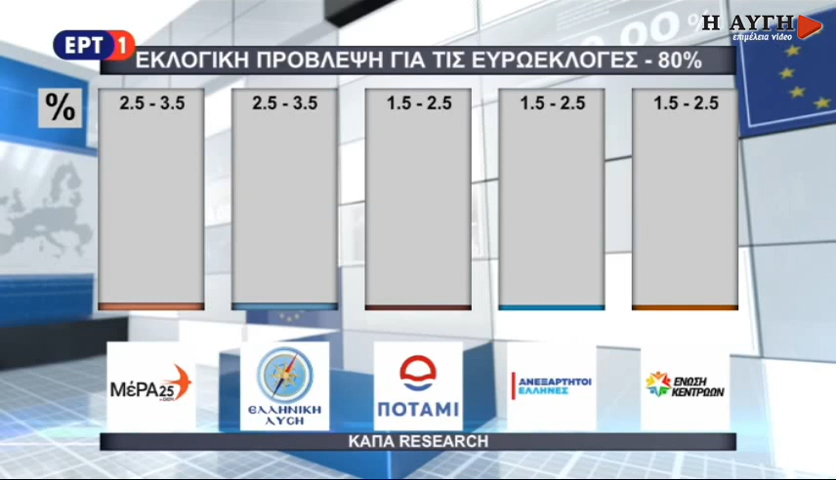 Η ΑΥΓΗ
επιμέλεια video
ΕΡΤ 1
ΕΚΛΟΓΙΚΗ ΠΡΟΒΛΕΨΗ ΓΙΑ ΤΙΣ ΕΥΡΩΕΚΛΟΓΕΣ - 80%
%
2.5 - 3.5
2.5 - 3.5
1.5 - 2.5
1.5 - 2.5
1.5 - 2.5
ΜέΡΑ25
ΕΛΛΗΝΙΚΗ
ΛΥΣΗ
ΠΟΤΑΜΙ
ΑΝΕΞΑΡΤΗΤΟΙ
ΕΛΛΗΝΕΣ
ΕΝΩΣΗ
ΚΕΝΤΡΩΩΝ
ΚΑΠΑ RESEARCH